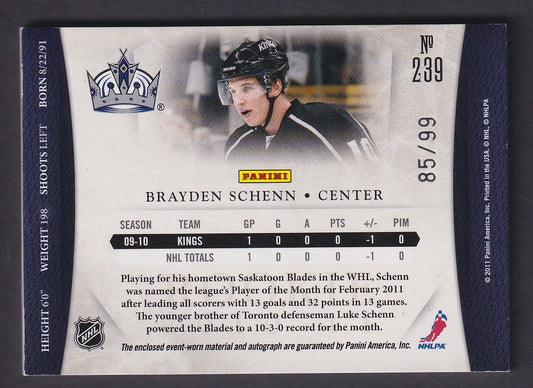 HEIGHT 6'0" WEIGHT 198 SHOOTS LEFT BORN 8/22/91
KINGS
Nº
239
85/99
PANINI
BRAYDEN SCHENN • CENTER
SEASON TEAM GP G A PTS +/- PIM
09-10 KINGS 1 0 0 0 -1 0
NHL TOTALS 1 0 0 0 -1 0
Playing for his hometown Saskatoon Blades in the WHL, Schenn
was named the league's Player of the Month for February 2011
after leading all scorers with 13 goals and 32 points in 13 games.
The younger brother of Toronto defenseman Luke Schenn
powered the Blades to a 10-3-0 record for the month.
The enclosed event-worn material and autograph are guaranteed by Panini America, Inc.
NHL
NHLPA
© 2011 Panini America, Inc. Printed in the USA. © NHL. © NHLPA